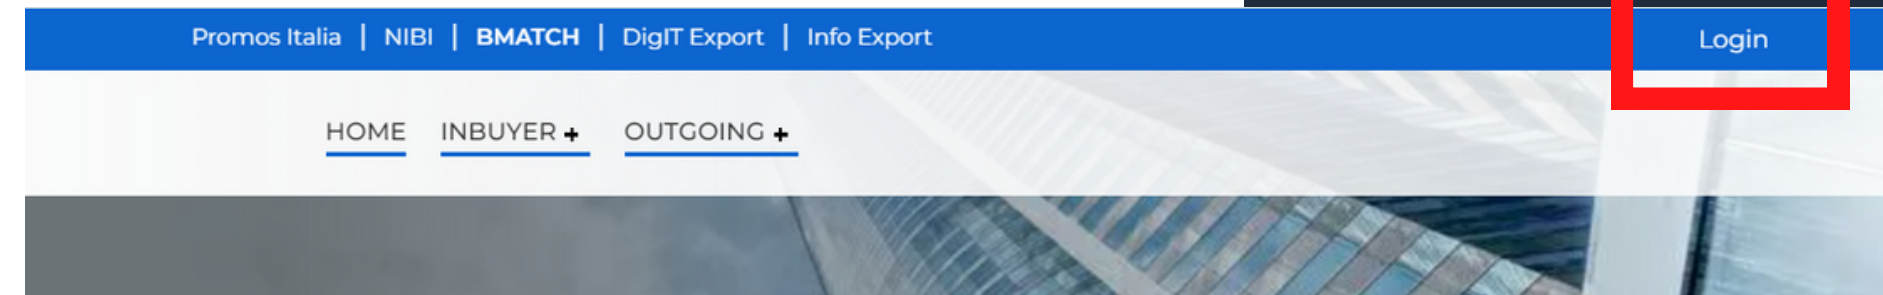 Promos Italia | NIBI | BMATCH | DigIT Export | Info Export Login
HOME INBUYER + OUTGOING +